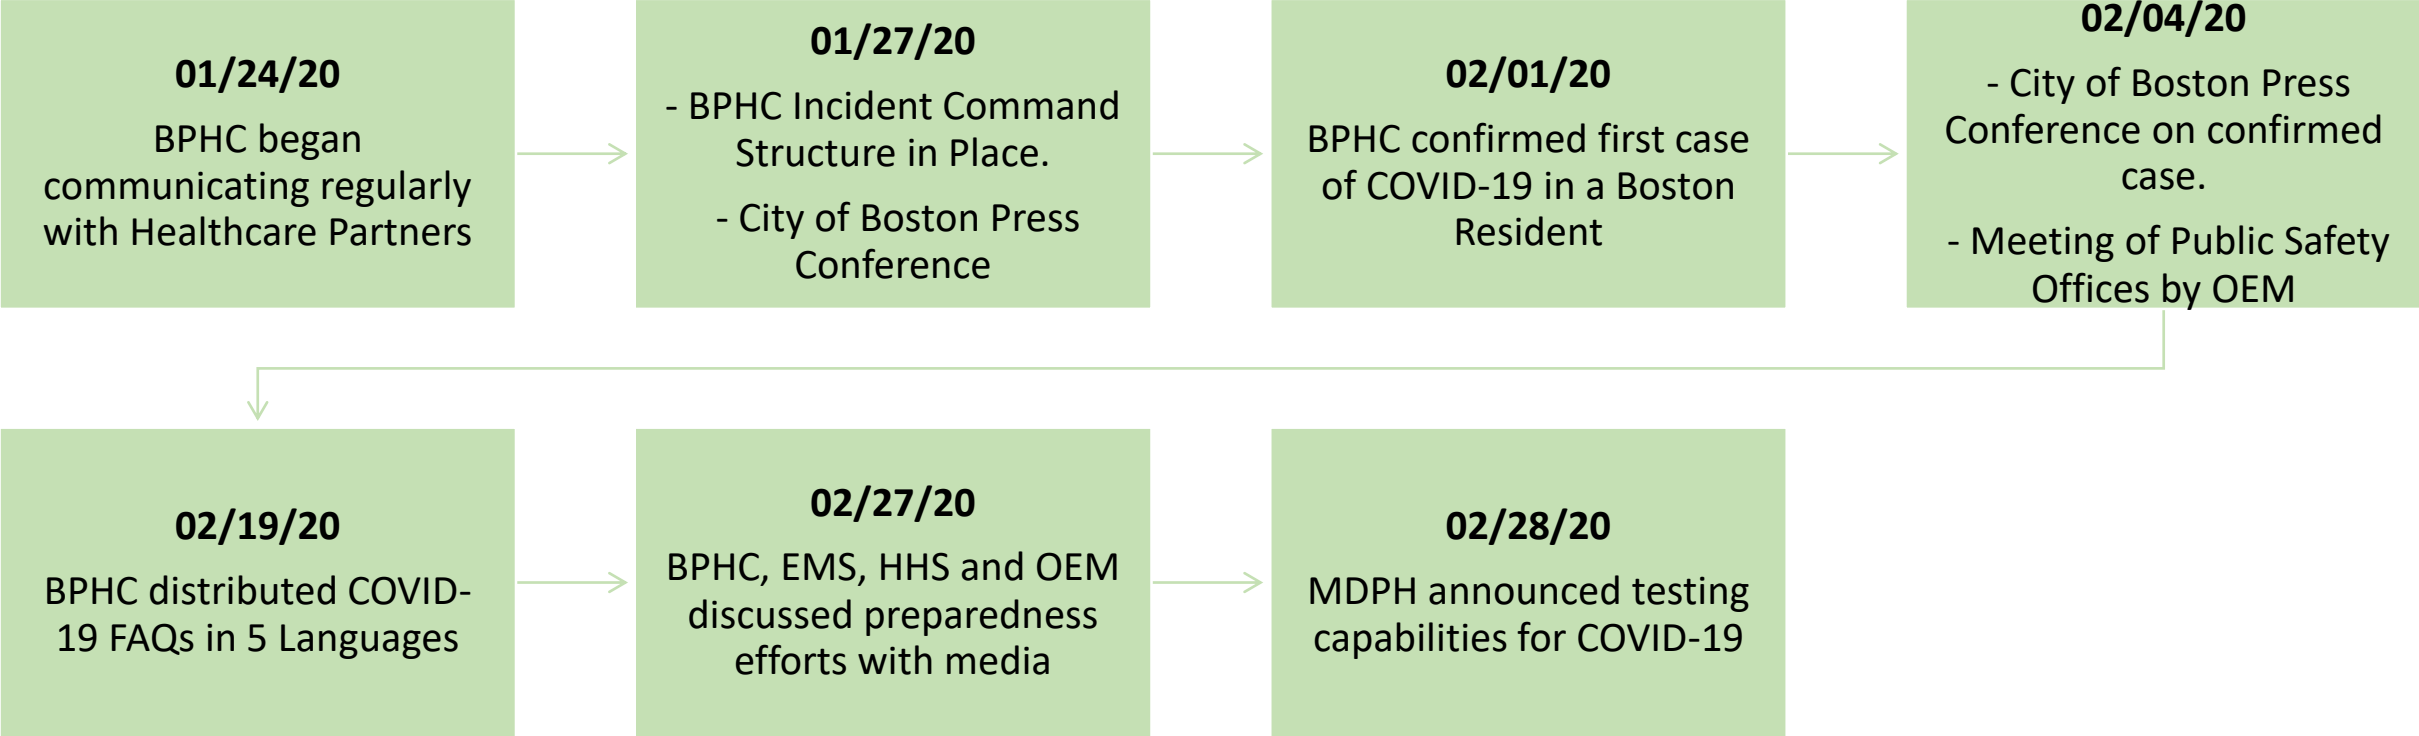 01/24/20
BPHC began
communicating regularly
with Healthcare Partners
01/27/20
- BPHC Incident Command
Structure in Place.
- City of Boston Press
Conference
02/01/20
BPHC confirmed first case
of COVID-19 in a Boston
Resident
02/04/20
- City of Boston Press
Conference on confirmed
case.
- Meeting of Public Safety
Offices by OEM
02/19/20
BPHC distributed COVID-
19 FAQs in 5 Languages
02/27/20
BPHC, EMS, HHS and OEM
discussed preparedness
efforts with media
02/28/20
MDPH announced testing
capabilities for COVID-19